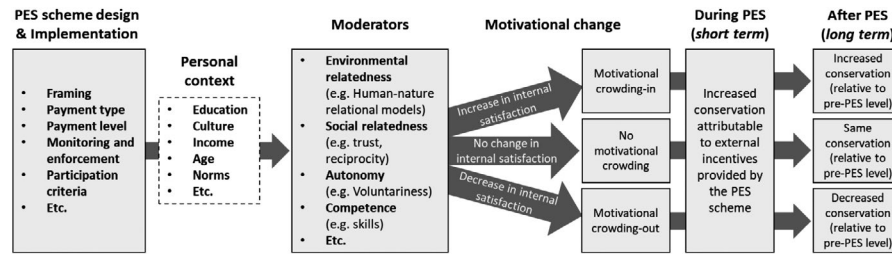 PES scheme design
& Implementation
• Framing
• Payment type
• Payment level
• Monitoring and
enforcement
• Participation
criteria
• Etc.
Personal
context
• Education
• Culture
• Income
• Age
• Norms
• Etc.
Moderators
• Environmental
relatedness
(e.g. Human-nature
relational models)
• Social relatedness
(e.g. trust,
reciprocity)
• Autonomy
(e.g. Voluntariness)
• Competence
(e.g. skills)
• Etc.
Motivational change
Increase in internal
satisfaction
No change in
internal satisfaction
Decrease in internal
satisfaction
Motivational
crowding-in
No
motivational
crowding
Motivational
crowding-out
During PES
(short term)
Increased
conservation
attributable
to external
incentives
provided by
the PES
scheme
After PES
(long term)
Increased
conservation
(relative to
pre-PES level)
Same
conservation
(relative to
pre-PES level)
Decreased
conservation
(relative to
pre-PES level)